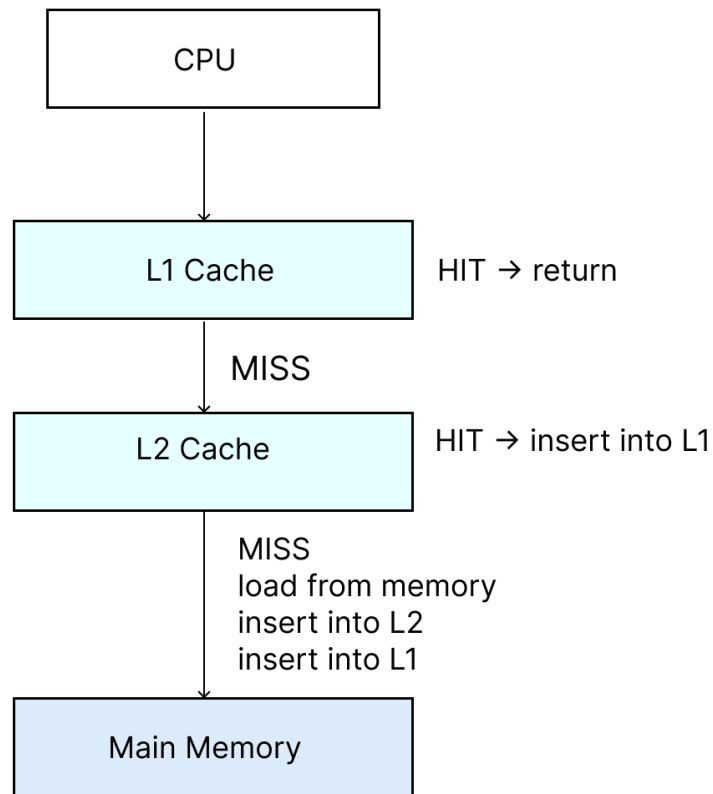 CPU
L1 Cache
HIT → return
MISS
L2 Cache
HIT → insert into L1
MISS
load from memory
insert into L2
insert into L1
Main Memory